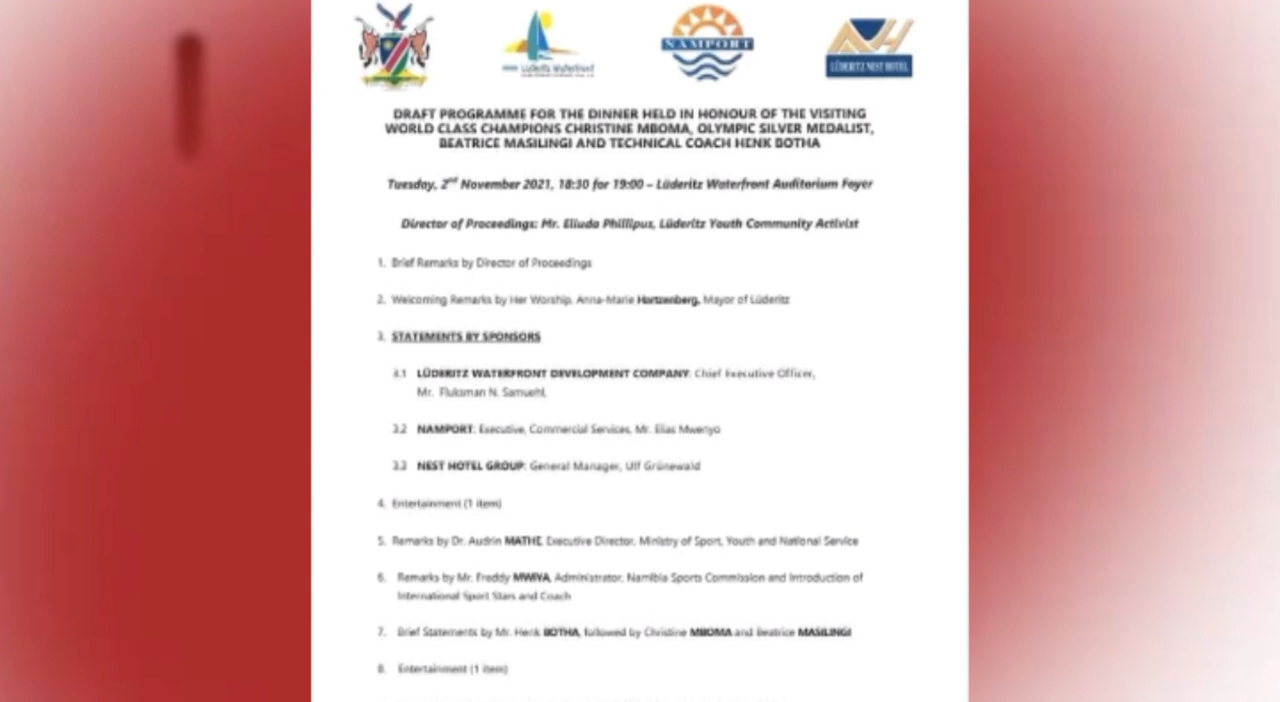 Lüderitz Waterfront
NAMPORT
LÜDERITZ NEST HOTEL
DRAFT PROGRAMME FOR THE DINNER HELD IN HONOUR OF THE VISITING
WORLD CLASS CHAMPIONS CHRISTINE MBOMA, OLYMPIC SILVER MEDALIST,
BEATRICE MASILINGI AND TECHNICAL COACH HENK BOTHA
Tuesday, 2nd November 2021, 18:30 for 19:00 – Lüderitz Waterfront Auditorium Foyer
Director of Proceedings: Mr. Eliuda Phillipus, Lüderitz Youth Community Activist
1. Brief Remarks by Director of Proceedings
2. Welcoming Remarks by Her Worship, Anna-Marie Hartzenberg, Mayor of Lüderitz
3. STATEMENTS BY SPONSORS
3.1 LÜDERITZ WATERFRONT DEVELOPMENT COMPANY: Chief Executive Officer,
Mr. Fluksman N. Samuehl,
3.2 NAMPORT: Executive, Commercial Services, Mr. Elias Mwenyo
3.3 NEST HOTEL GROUP: General Manager, Ulf Grünewald
4. Entertainment (1 item)
5. Remarks by Dr. Audrin MATHE, Executive Director, Ministry of Sport, Youth and National Service
6. Remarks by Mr. Freddy MWIYA, Administrator, Namibia Sports Commission and Introduction of
International Sport Stars and Coach
7. Brief Statements by Mr. Henk BOTHA, followed by Christine MBOMA and Beatrice MASILINGI
8. Entertainment (1 item)